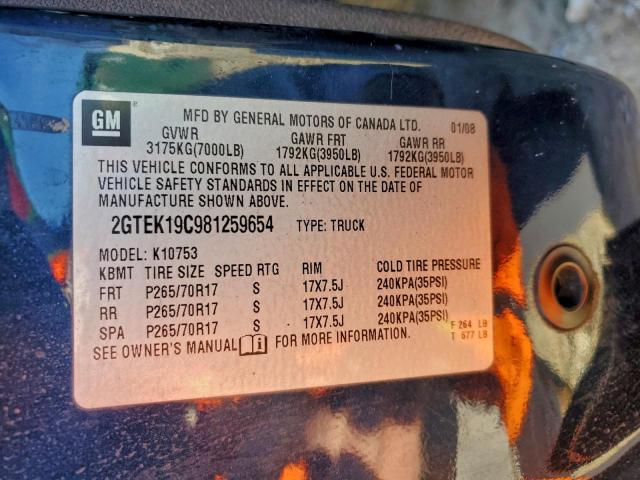 GM ® MFD BY GENERAL MOTORS OF CANADA LTD. 01/08
GVWR GAWR FRT GAWR RR
3175KG(7000LB) 1792KG(3950LB) 1792KG(3950LB)
THIS VEHICLE CONFORMS TO ALL APPLICABLE U.S. FEDERAL MOTOR
VEHICLE SAFETY STANDARDS IN EFFECT ON THE DATE OF
MANUFACTURE SHOWN ABOVE.
2GTEK19C981259654 TYPE: TRUCK
MODEL: K10753
KBMT TIRE SIZE SPEED RTG RIM COLD TIRE PRESSURE
FRT P265/70R17 S 17X7.5J 240KPA(35PSI)
RR P265/70R17 S 17X7.5J 240KPA(35PSI)
SPA P265/70R17 S 17X7.5J 240KPA(35PSI)
SEE OWNER'S MANUAL FOR MORE INFORMATION.
F 264 LB
T 677 LB